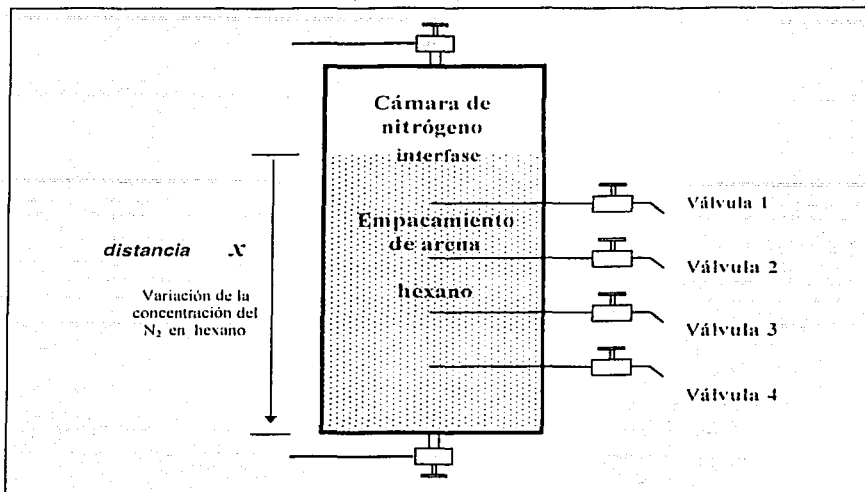 Cámara de
nitrógeno
interfase
Válvula 1
Empacamiento
de arena
distancia x
Válvula 2
hexano
Variación de la
concentración del
N₂ en hexano
Válvula 3
Válvula 4